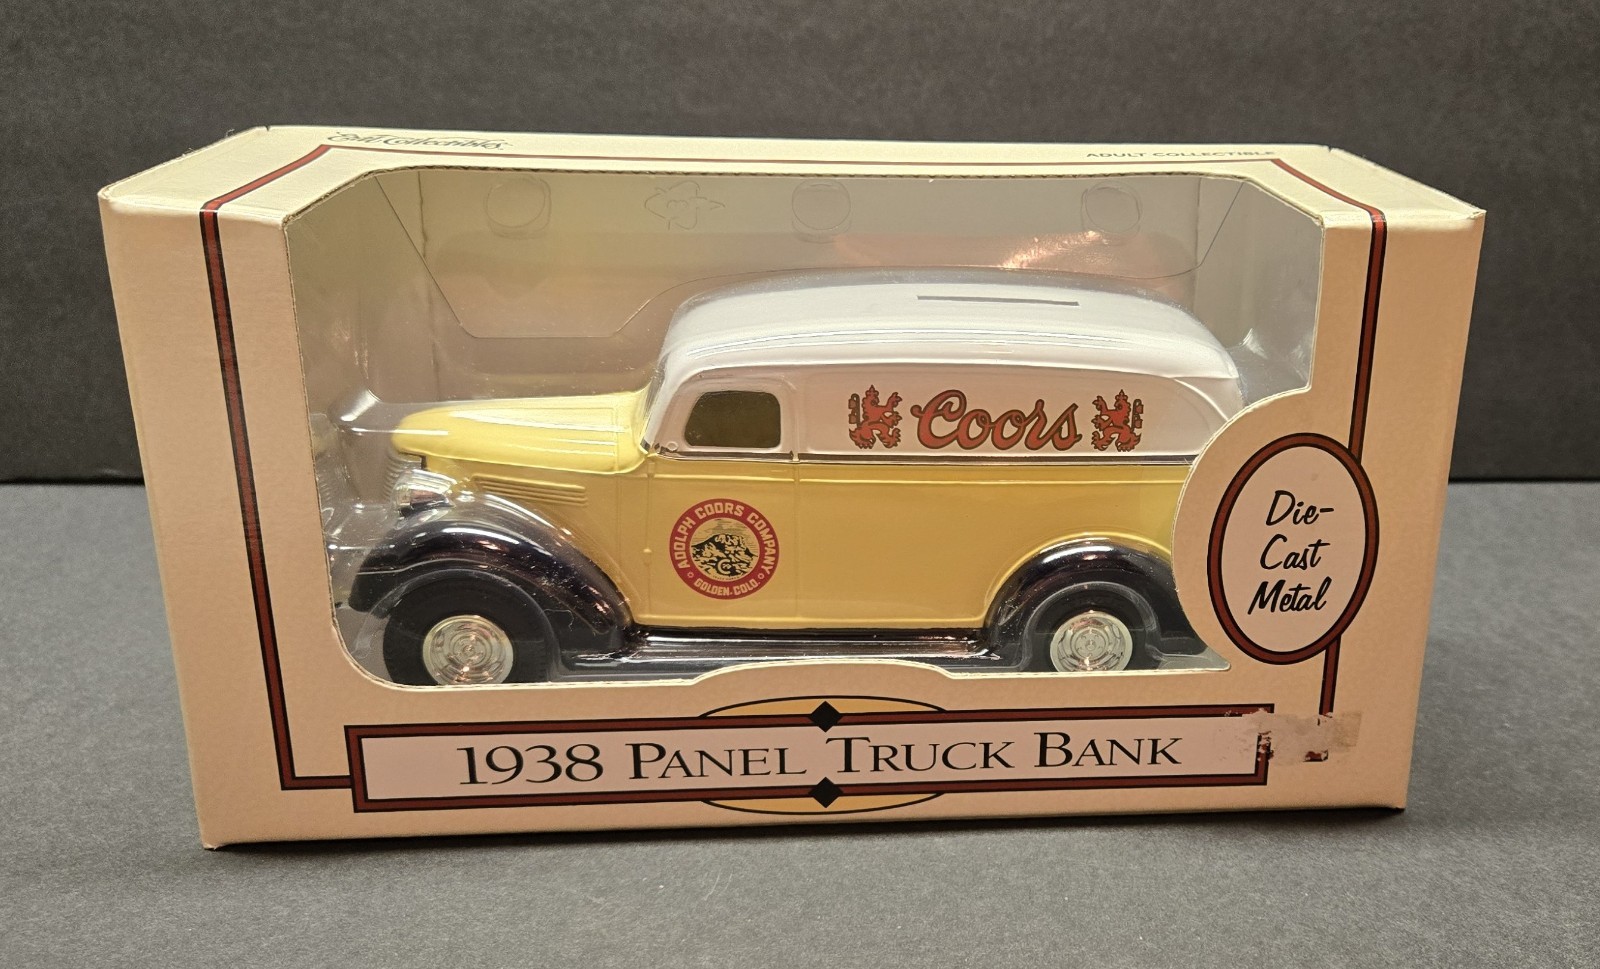 Ertl Collectibles
ADULT COLLECTIBLE
Coors
ADOLPH COORS COMPANY
GOLDEN, COLO.
Die-
Cast
Metal
1938 PANEL TRUCK BANK